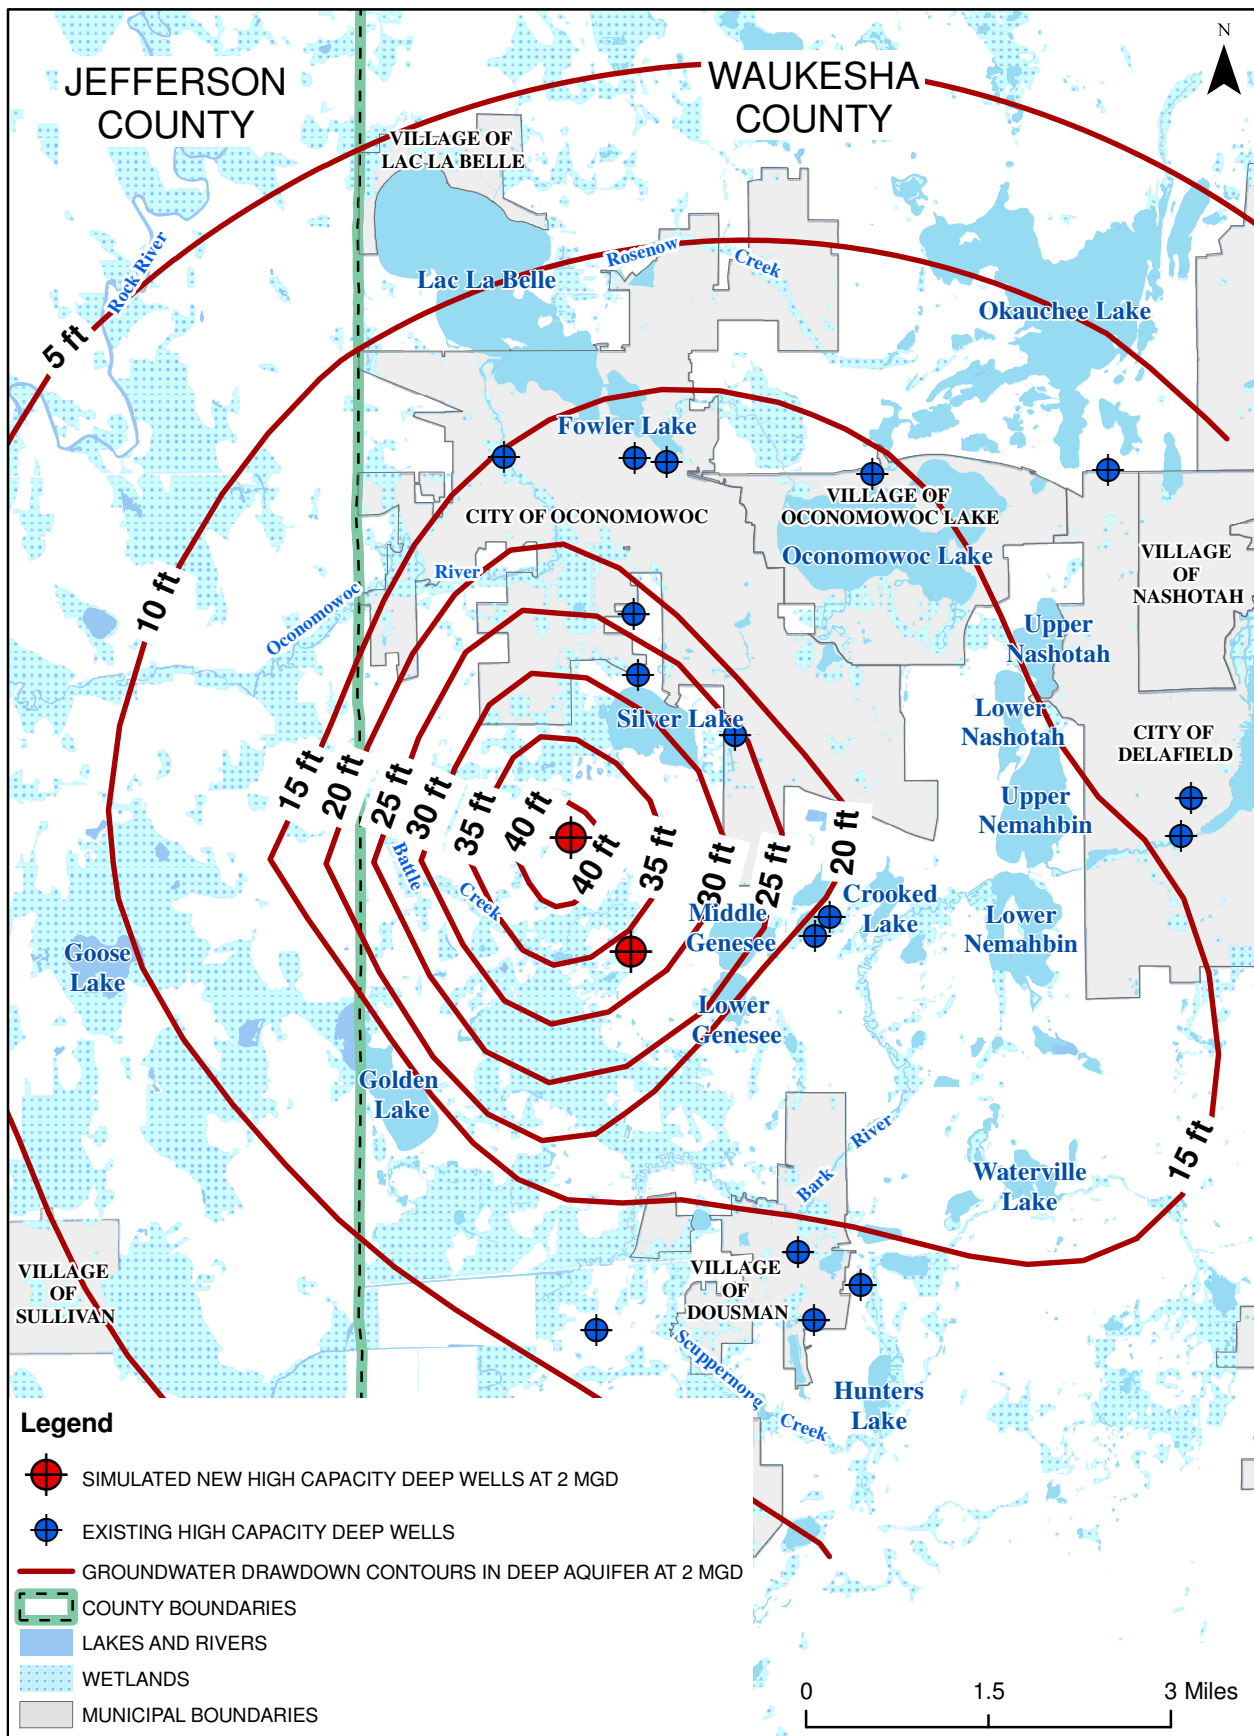 N
JEFFERSON
COUNTY
WAUKESHA
COUNTY
VILLAGE OF
LAC LA BELLE
Rock River
Lac La Belle
Rosenow
Creek
Okauchee Lake
5 ft
Fowler Lake
CITY OF OCONOMOWOC
VILLAGE OF
OCONOMOWOC LAKE
Oconomowoc Lake
VILLAGE
OF
NASHOTAH
10 ft
Oconomowoc
River
Upper
Nashotah
Lower
Nashotah
CITY OF
DELAFIELD
Silver Lake
Upper
Nemahbin
15 ft
20 ft
25 ft
30 ft
35 ft
40 ft
40 ft
35 ft
30 ft
25 ft
20 ft
Battle
Creek
Middle
Genesee
Crooked
Lake
Lower
Nemahbin
Goose
Lake
Lower
Genesee
Golden
Lake
River
Bark
Waterville
Lake
15 ft
VILLAGE
OF
SULLIVAN
VILLAGE
OF
DOUSMAN
Scuppernong
Creek
Hunters
Lake
Legend
SIMULATED NEW HIGH CAPACITY DEEP WELLS AT 2 MGD
EXISTING HIGH CAPACITY DEEP WELLS
GROUNDWATER DRAWDOWN CONTOURS IN DEEP AQUIFER AT 2 MGD
COUNTY BOUNDARIES
LAKES AND RIVERS
WETLANDS
MUNICIPAL BOUNDARIES
0 1.5 3 Miles